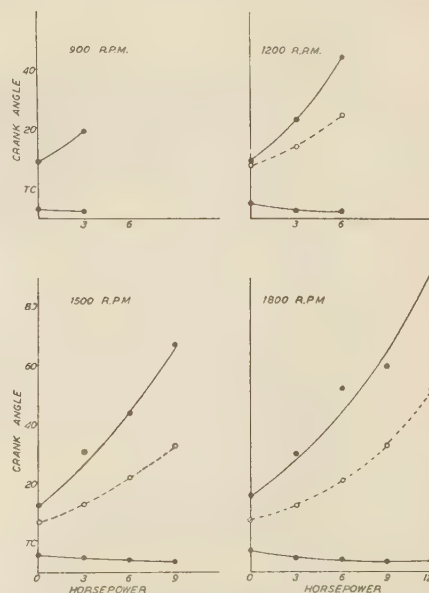 900 R.P.M.
1200 R.P.M.
CRANK ANGLE
40
20
TC
3
6
3
6
1500 R.P.M
1800 R.P.M
CRANK ANGLE
80
60
40
20
TC
0
3
6
9
0
3
6
9
12
HORSEPOWER
HORSEPOWER